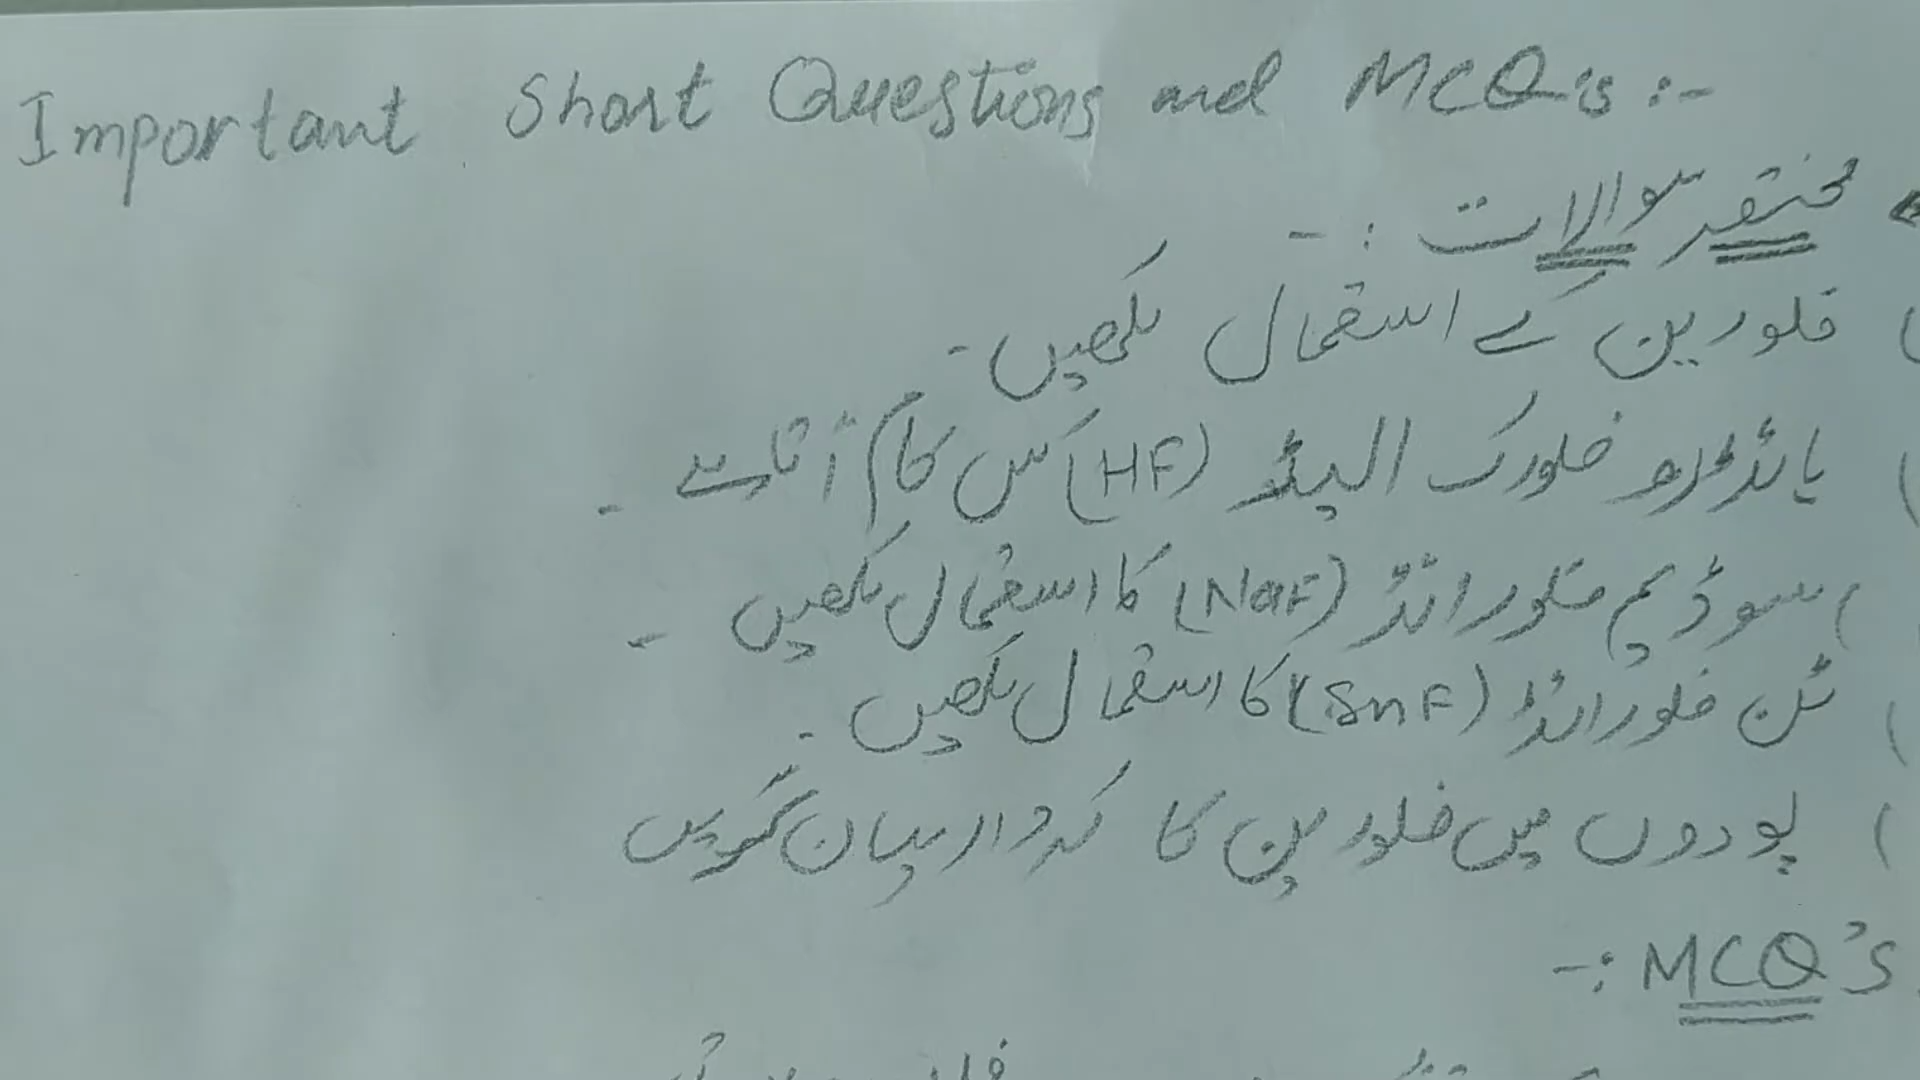 Important Short Questions and MCQ's :-
مختصر سوالات :-
) فلورین کے استعمال لکھیں۔
) ہائڈرو فلورک ایسڈ (HF) کس کام آتا ہے۔
) سوڈیم فلورائڈ (NaF) کا استعمال لکھیں۔
) ٹن فلورائڈ (SnF) کا استعمال لکھیں۔
) پودوں میں فلورین کا کردار بیان کریں
MCQ's :-